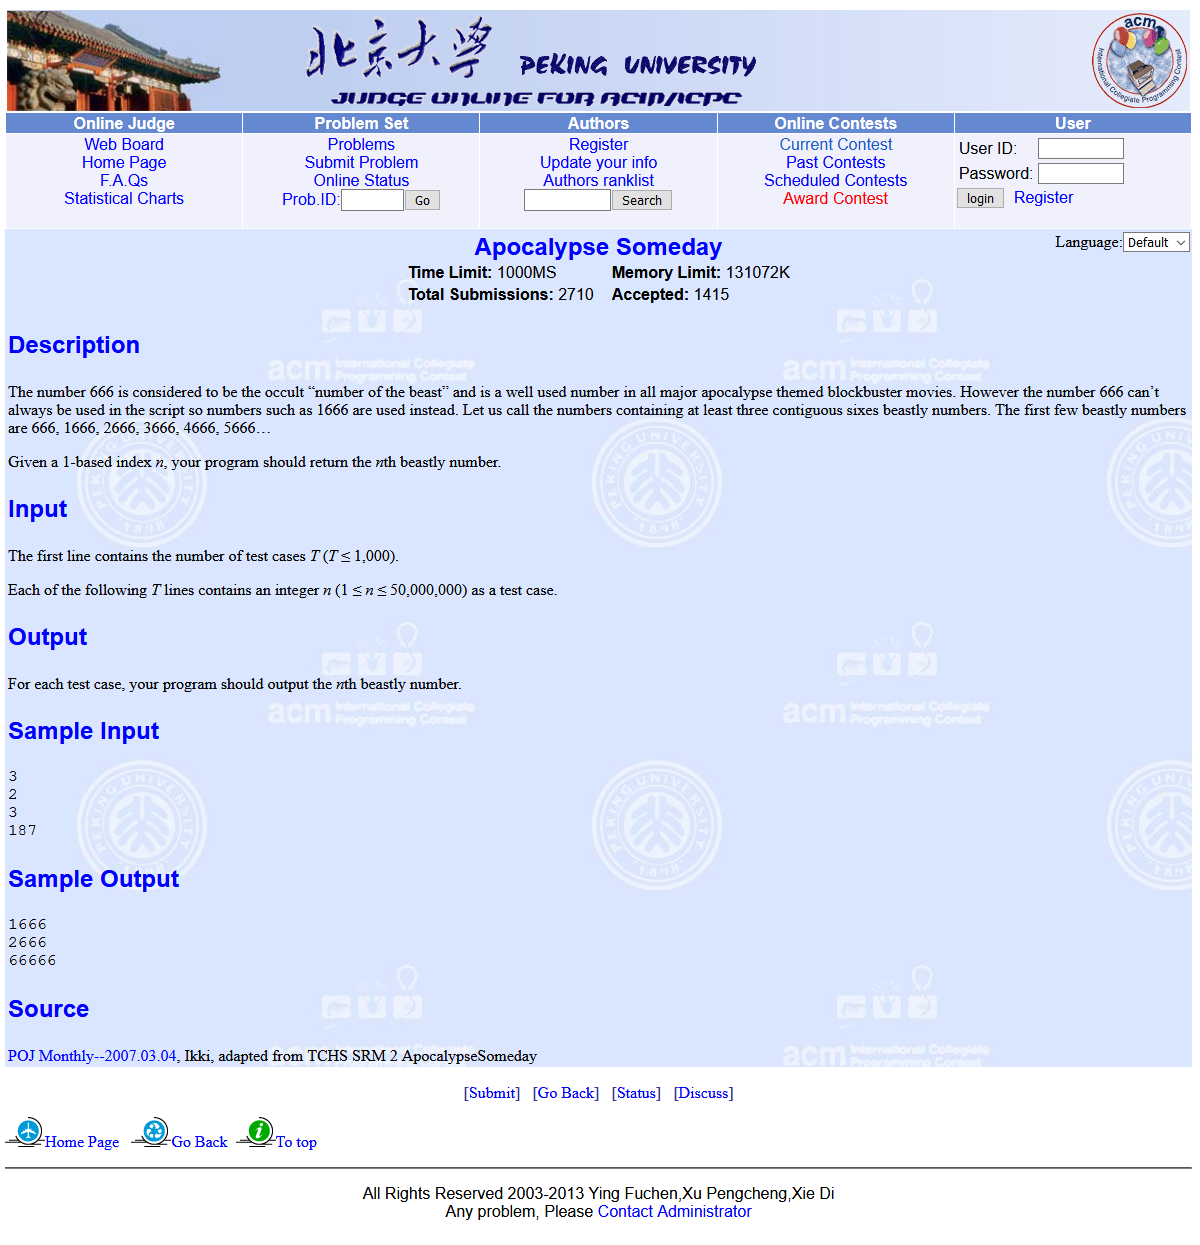 北京大学 PEKING UNIVERSITY
JUDGE ONLINE FOR ACM/ICPC
acm
International Collegiate Programming Contest
Online Judge Problem Set Authors Online Contests User
Web Board Problems Register Current Contest User ID:
Home Page Submit Problem Update your info Past Contests Password:
F.A.Qs Online Status Authors ranklist Scheduled Contests
Statistical Charts Prob.ID: Go Search Award Contest login Register
Language: Default
Apocalypse Someday
Time Limit: 1000MS Memory Limit: 131072K
Total Submissions: 2710 Accepted: 1415
Description
The number 666 is considered to be the occult “number of the beast” and is a well used number in all major apocalypse themed blockbuster movies. However the number 666 can’t
always be used in the script so numbers such as 1666 are used instead. Let us call the numbers containing at least three contiguous sixes beastly numbers. The first few beastly numbers
are 666, 1666, 2666, 3666, 4666, 5666…
Given a 1-based index n, your program should return the nth beastly number.
Input
The first line contains the number of test cases T (T ≤ 1,000).
Each of the following T lines contains an integer n (1 ≤ n ≤ 50,000,000) as a test case.
Output
For each test case, your program should output the nth beastly number.
Sample Input
3
2
3
187
Sample Output
1666
2666
66666
Source
POJ Monthly--2007.03.04, Ikki, adapted from TCHS SRM 2 ApocalypseSomeday
[Submit] [Go Back] [Status] [Discuss]
Home Page Go Back To top
All Rights Reserved 2003-2013 Ying Fuchen,Xu Pengcheng,Xie Di
Any problem, Please Contact Administrator